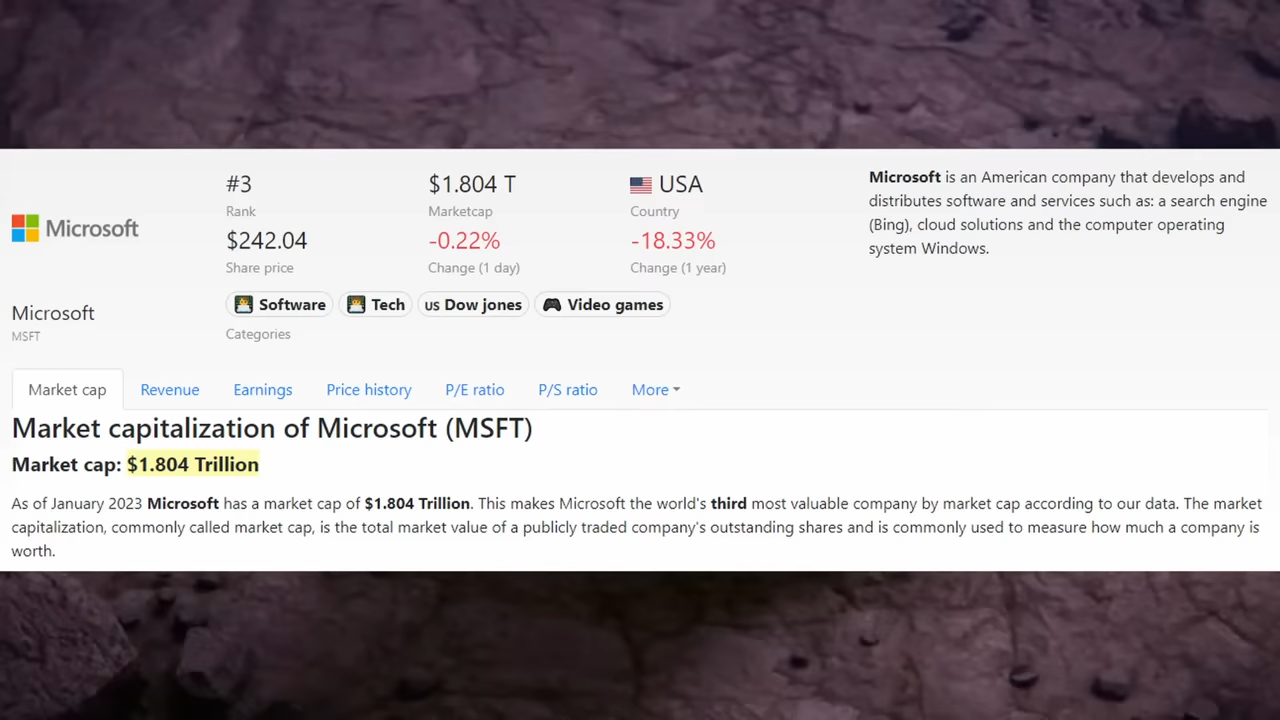 #3
Rank
$1.804 T
Marketcap
USA
Country
Microsoft
$242.04
Share price
-0.22%
Change (1 day)
-18.33%
Change (1 year)
Microsoft
MSFT
Software
Tech
US Dow jones
Video games
Categories
Microsoft is an American company that develops and
distributes software and services such as: a search engine
(Bing), cloud solutions and the computer operating
system Windows.
Market cap Revenue Earnings Price history P/E ratio P/S ratio More
Market capitalization of Microsoft (MSFT)
Market cap: $1.804 Trillion
As of January 2023 Microsoft has a market cap of $1.804 Trillion. This makes Microsoft the world's third most valuable company by market cap according to our data. The market
capitalization, commonly called market cap, is the total market value of a publicly traded company's outstanding shares and is commonly used to measure how much a company is
worth.